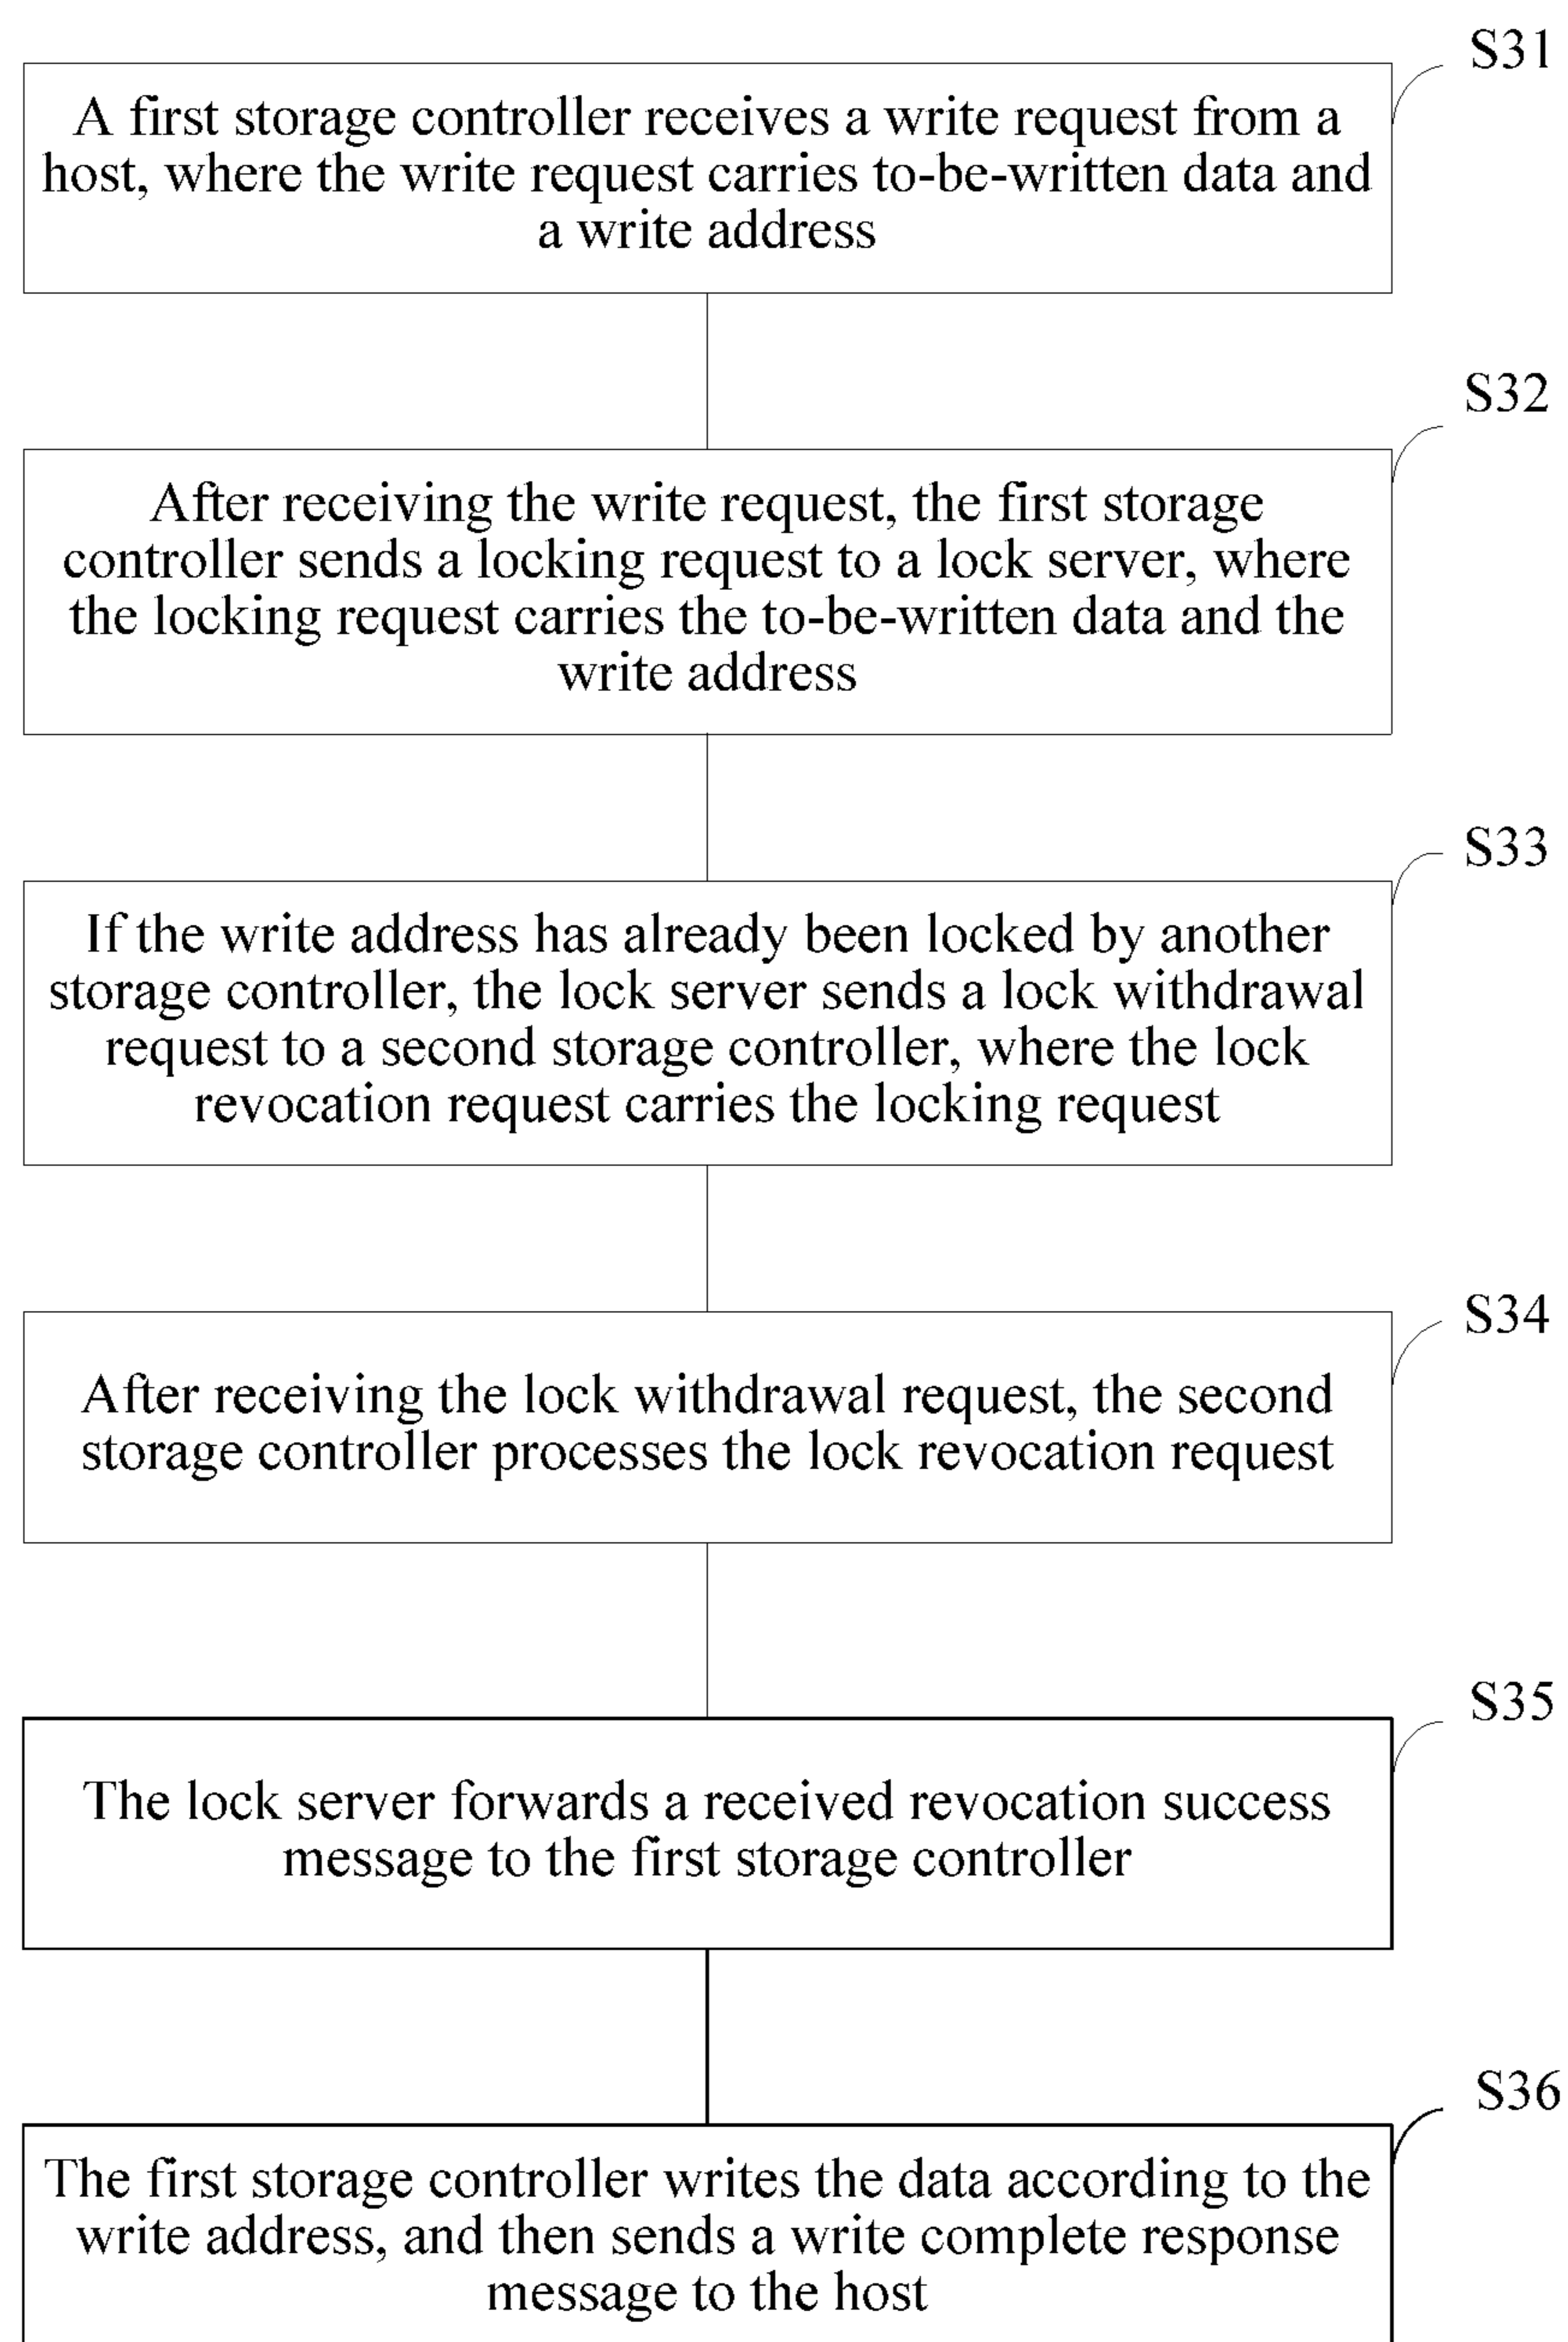 S31
A first storage controller receives a write request from a
host, where the write request carries to-be-written data and
a write address
S32
After receiving the write request, the first storage
controller sends a locking request to a lock server, where
the locking request carries the to-be-written data and the
write address
S33
If the write address has already been locked by another
storage controller, the lock server sends a lock withdrawal
request to a second storage controller, where the lock
revocation request carries the locking request
S34
After receiving the lock withdrawal request, the second
storage controller processes the lock revocation request
S35
The lock server forwards a received revocation success
message to the first storage controller
S36
The first storage controller writes the data according to the
write address, and then sends a write complete response
message to the host